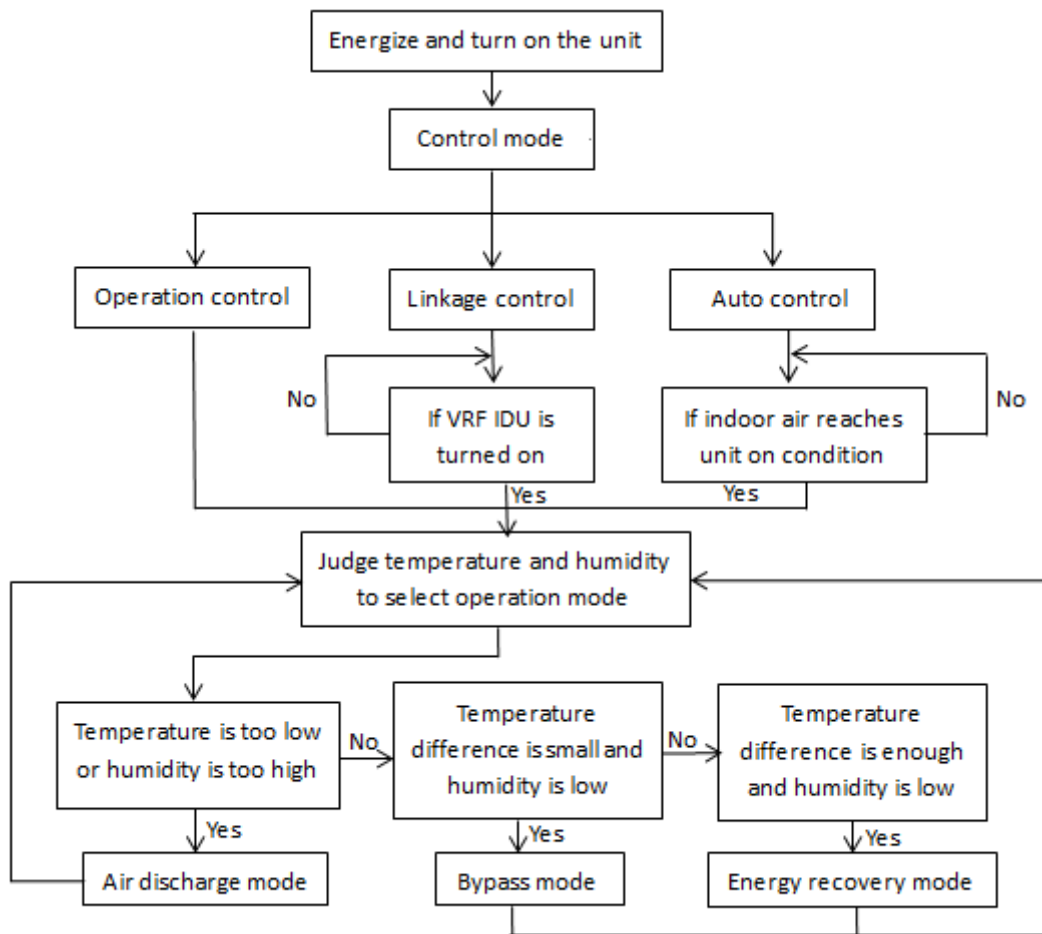 Energize and turn on the unit
Control mode
Operation control
Linkage control
Auto control
No
If VRF IDU is
turned on
If indoor air reaches
unit on condition
No
Yes
Yes
Judge temperature and humidity
to select operation mode
Temperature is too low
or humidity is too high
No
Temperature
difference is small and
humidity is low
No
Temperature
difference is enough
and humidity is low
Yes
Yes
Yes
Air discharge mode
Bypass mode
Energy recovery mode